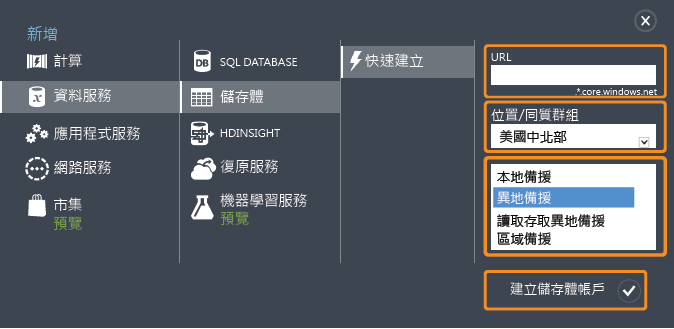 新增
計算
資料服務
應用程式服務
網路服務
市集
預覽
SQL DATABASE
儲存體
HDINSIGHT
復原服務
機器學習服務
預覽
快速建立
URL
*.core.windows.net
位置/同質群組
美國中北部
本地備援
異地備援
讀取存取異地備援
區域備援
建立儲存體帳戶